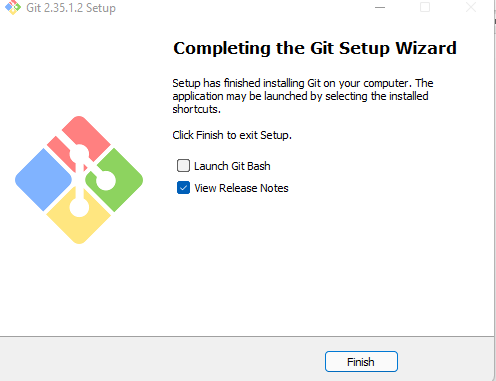 Git 2.35.1.2 Setup
Completing the Git Setup Wizard
Setup has finished installing Git on your computer. The
application may be launched by selecting the installed
shortcuts.
Click Finish to exit Setup.
Launch Git Bash
View Release Notes
Finish